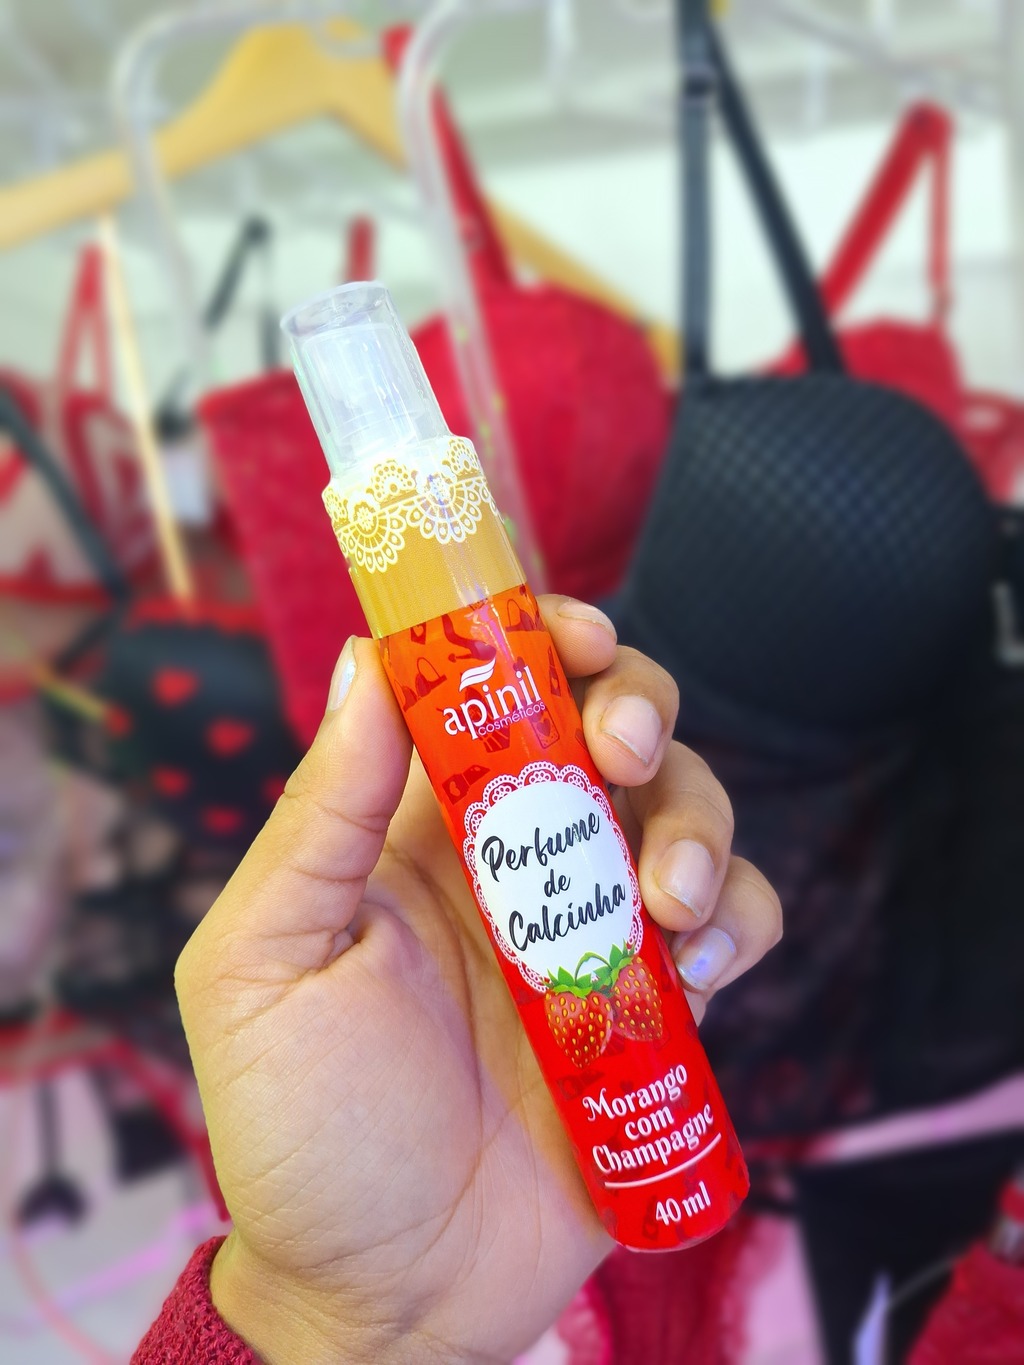 apinil
cosméticos
Perfume
de
Calcinha
Morango
com
Champagne
40 ml